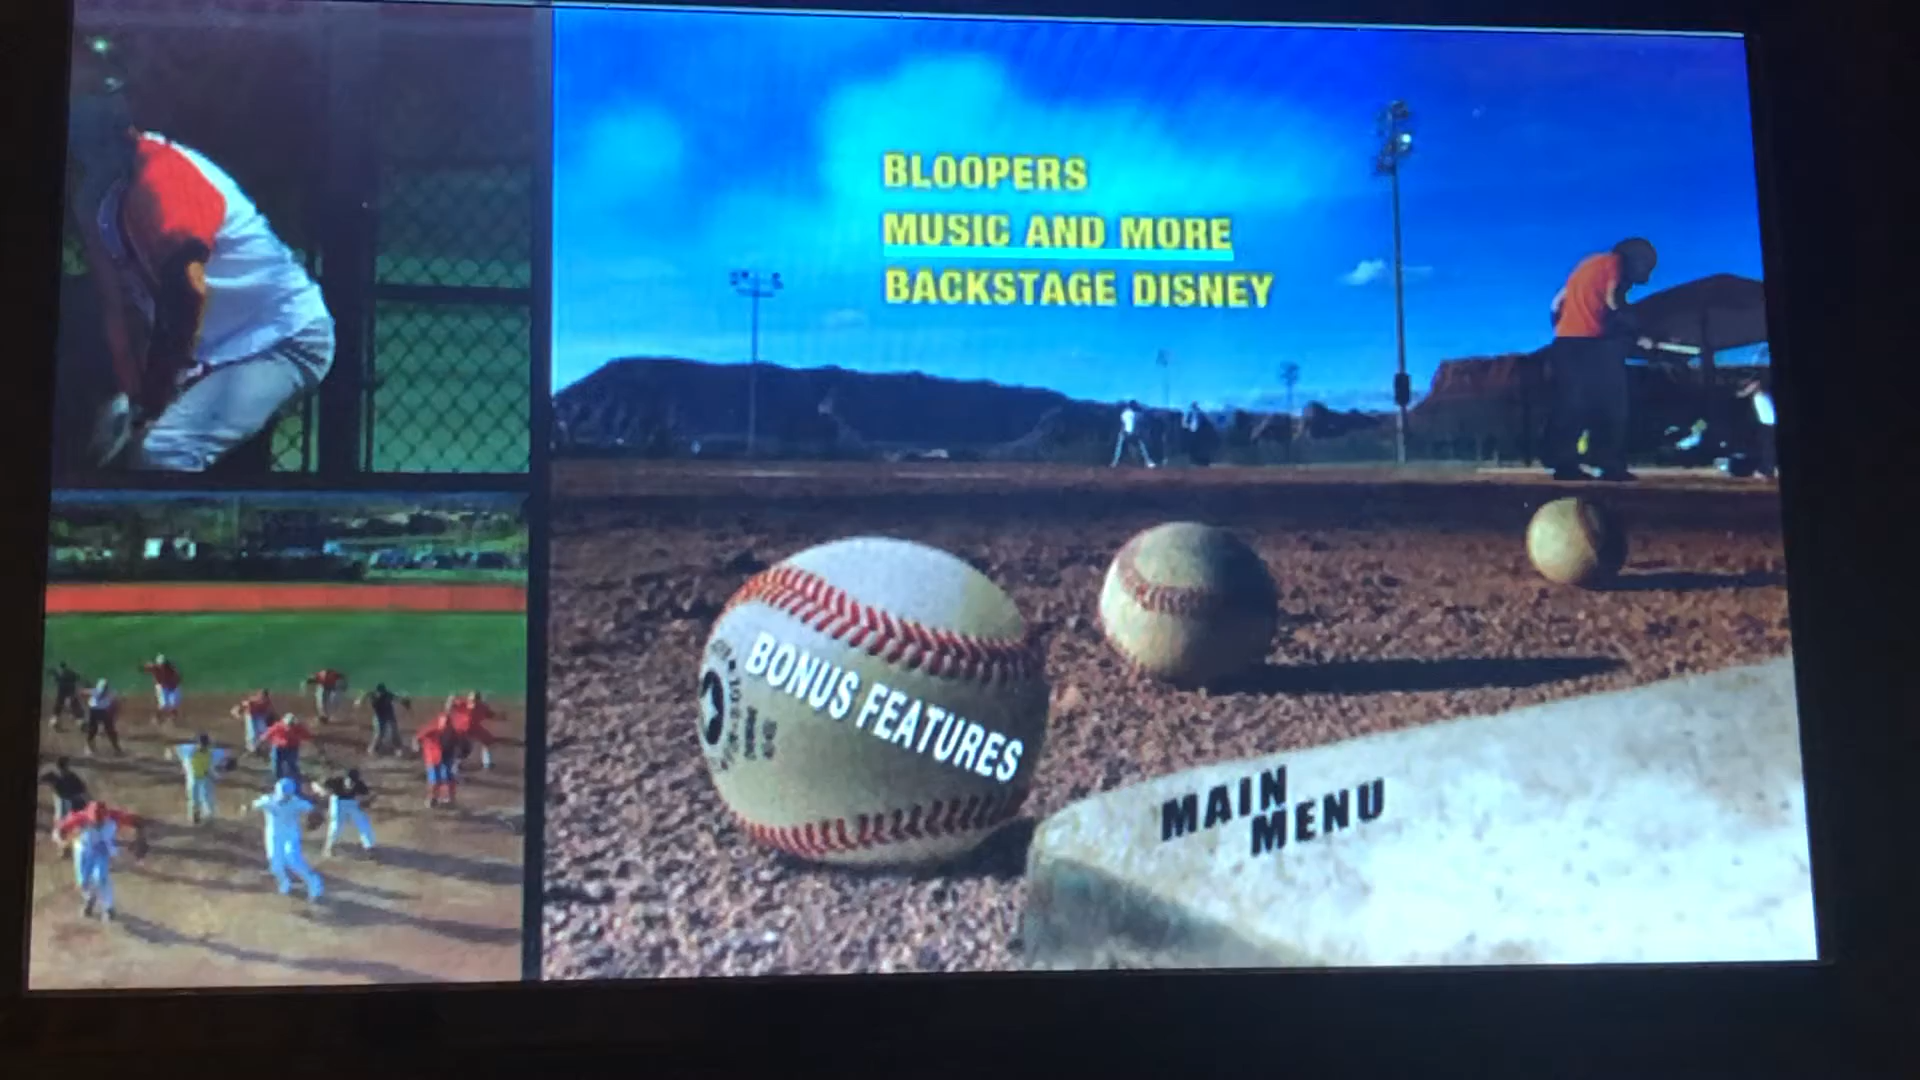 BLOOPERS
MUSIC AND MORE
BACKSTAGE DISNEY
BONUS FEATURES
MAIN
MENU